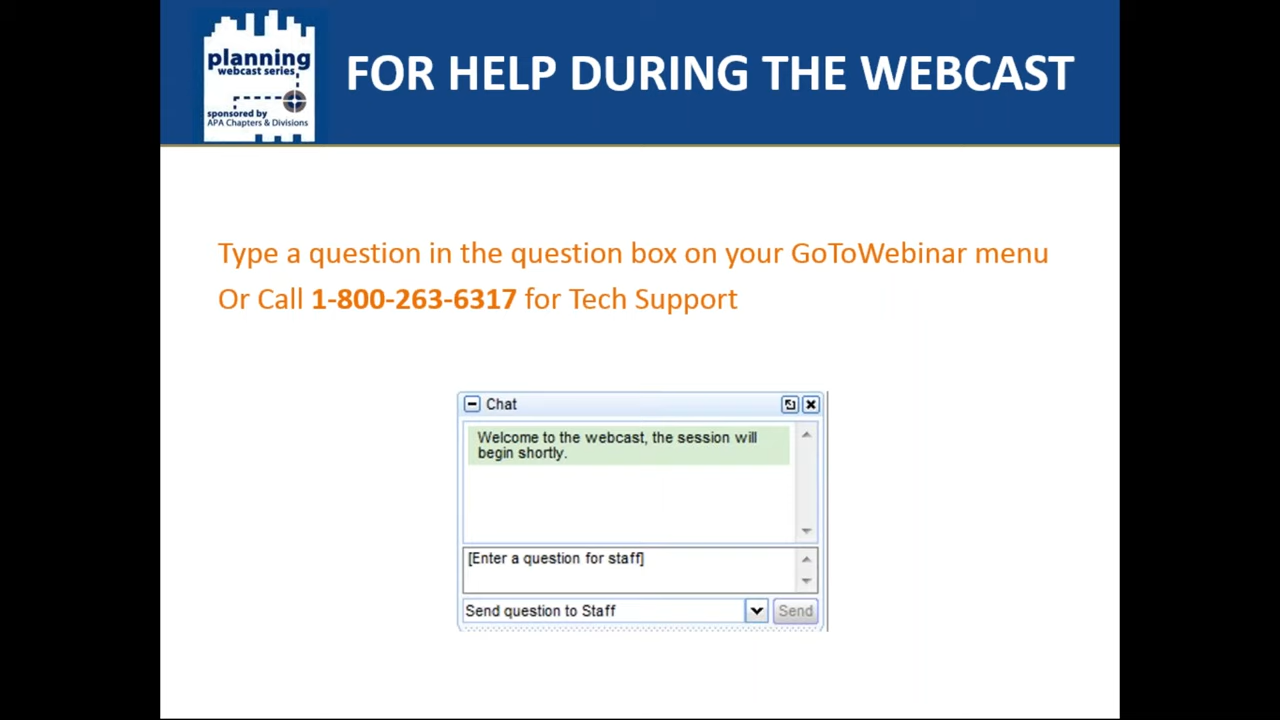 planning
webcast series
sponsored by
APA Chapters & Divisions
FOR HELP DURING THE WEBCAST
Type a question in the question box on your GoToWebinar menu
Or Call 1-800-263-6317 for Tech Support
Chat
Welcome to the webcast, the session will
begin shortly.
[Enter a question for staff]
Send question to Staff
Send